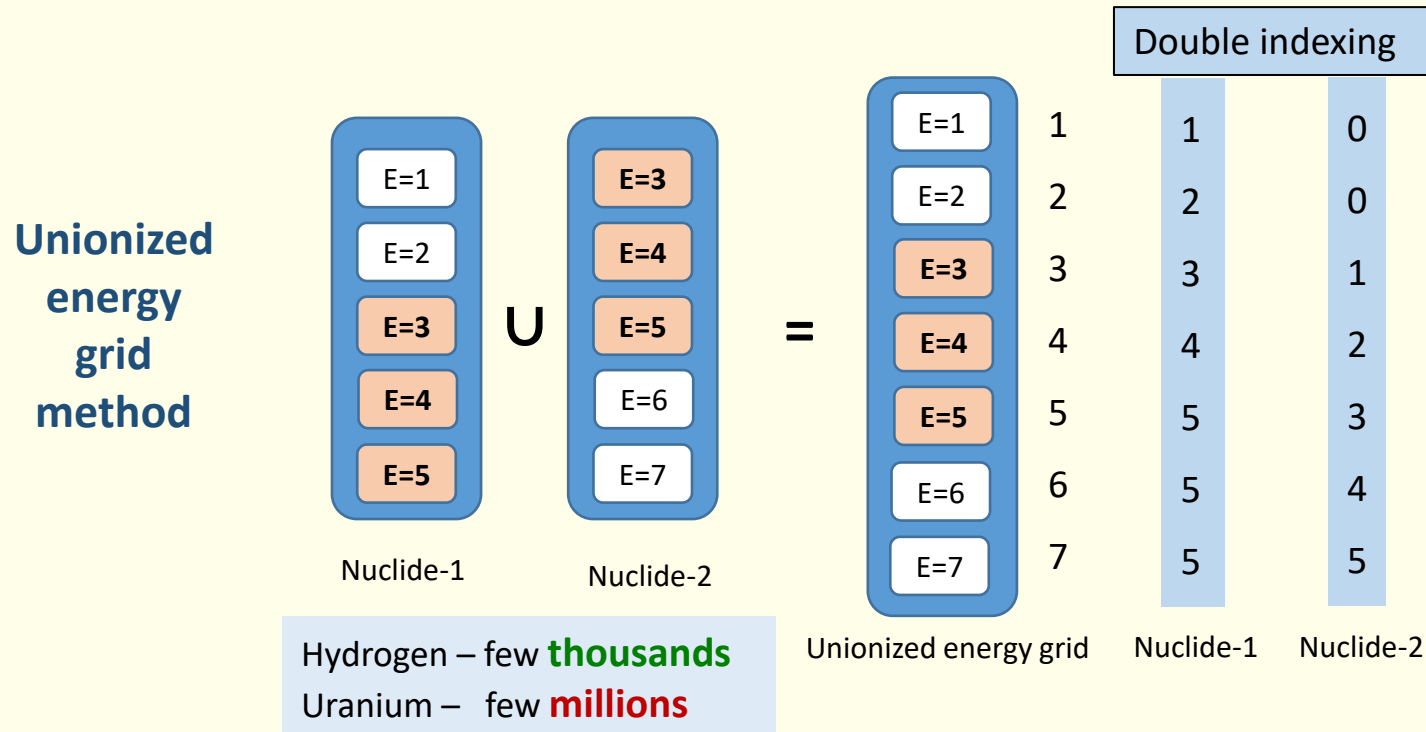 Unionized
energy
grid
method
E=1
E=2
E=3
E=4
E=5
Nuclide-1
∪
E=3
E=4
E=5
E=6
E=7
Nuclide-2
=
Hydrogen – few thousands
Uranium – few millions
E=1
E=2
E=3
E=4
E=5
E=6
E=7
Unionized energy grid
Double indexing
1 1 0
2 2 0
3 3 1
4 4 2
5 5 3
6 5 4
7 5 5
Nuclide-1 Nuclide-2